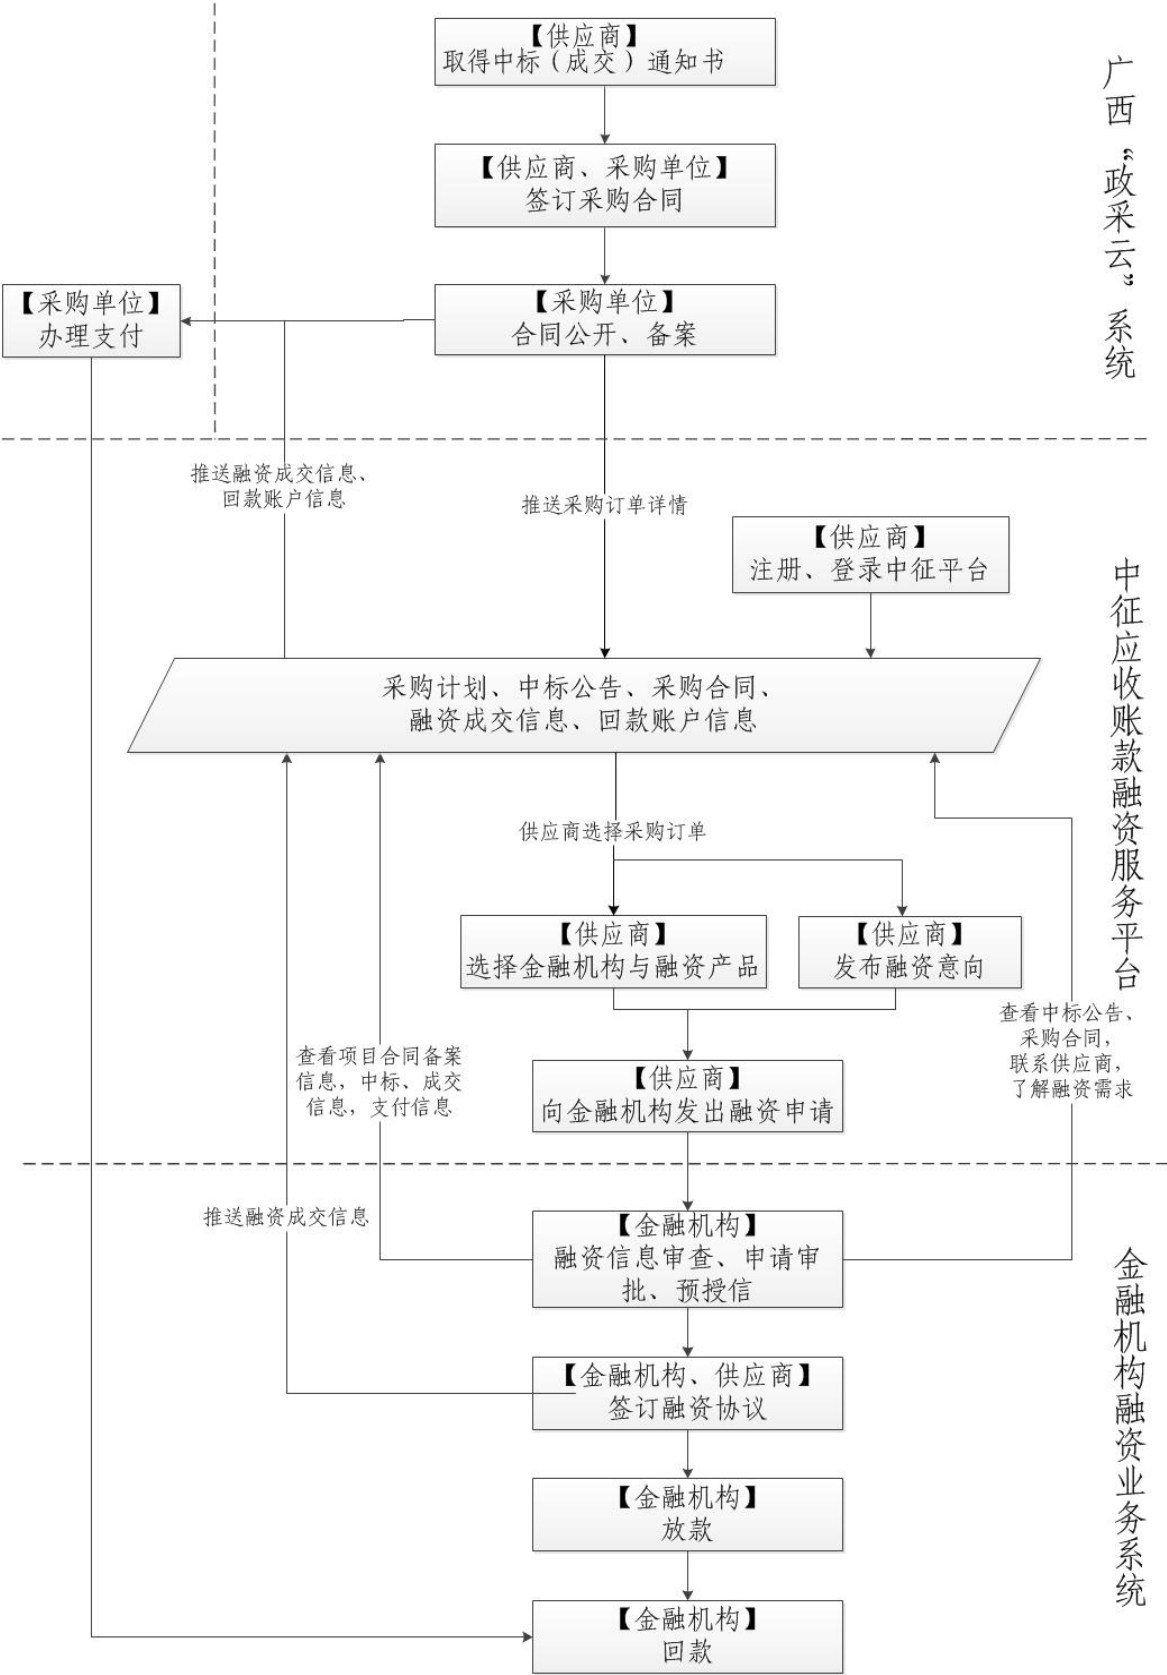 【供应商】
取得中标（成交）通知书
【供应商、采购单位】
签订采购合同
【采购单位】
合同公开、备案
【采购单位】
办理支付
广西“政采云”系统
推送融资成交信息、
回款账户信息
推送采购订单详情
【供应商】
注册、登录中征平台
采购计划、中标公告、采购合同、
融资成交信息、回款账户信息
供应商选择采购订单
【供应商】
选择金融机构与融资产品
【供应商】
发布融资意向
中征应收账款融资服务平台
查看中标公告、
采购合同，
联系供应商，
了解融资需求
查看项目合同备案
信息，中标、成交
信息，支付信息
【供应商】
向金融机构发出融资申请
推送融资成交信息
【金融机构】
融资信息审查、申请审
批、预授信
【金融机构、供应商】
签订融资协议
【金融机构】
放款
【金融机构】
回款
金融机构融资业务系统